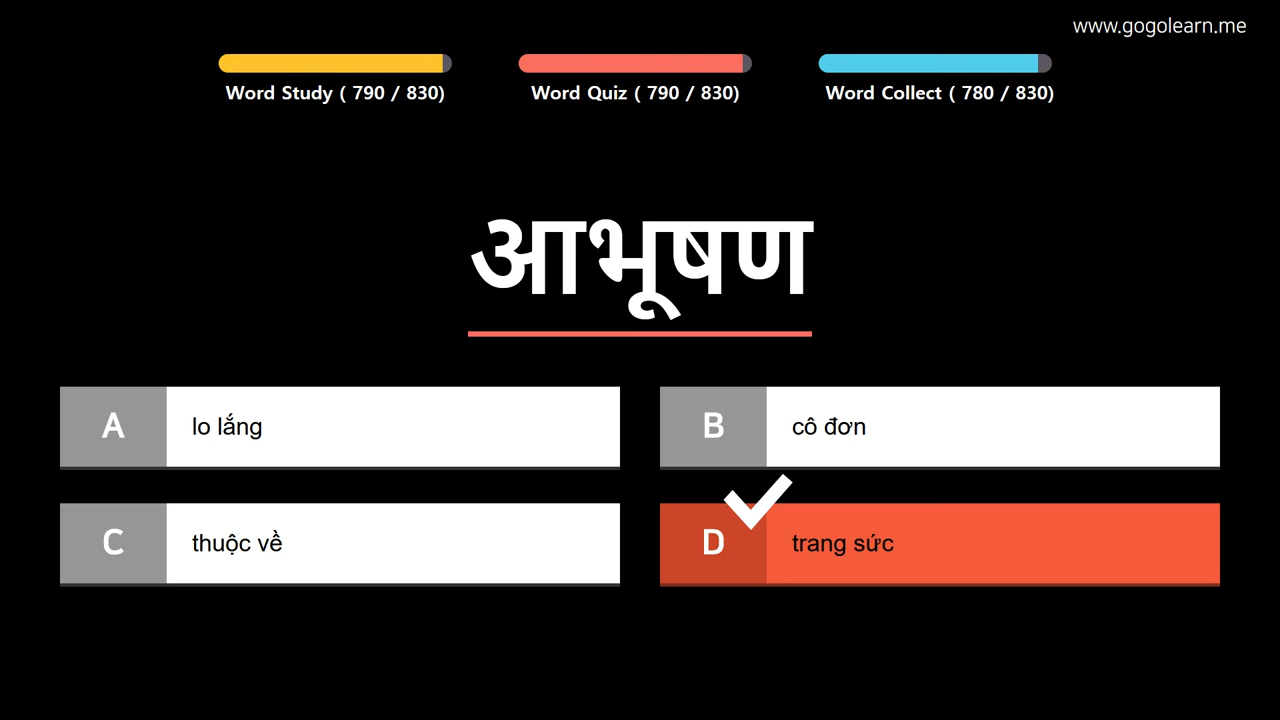 www.gogolearn.me
Word Study ( 790 / 830)
Word Quiz ( 790 / 830)
Word Collect ( 780 / 830)
आभूषण
A
lo lắng
B
cô đơn
C
thuộc về
D
trang sức